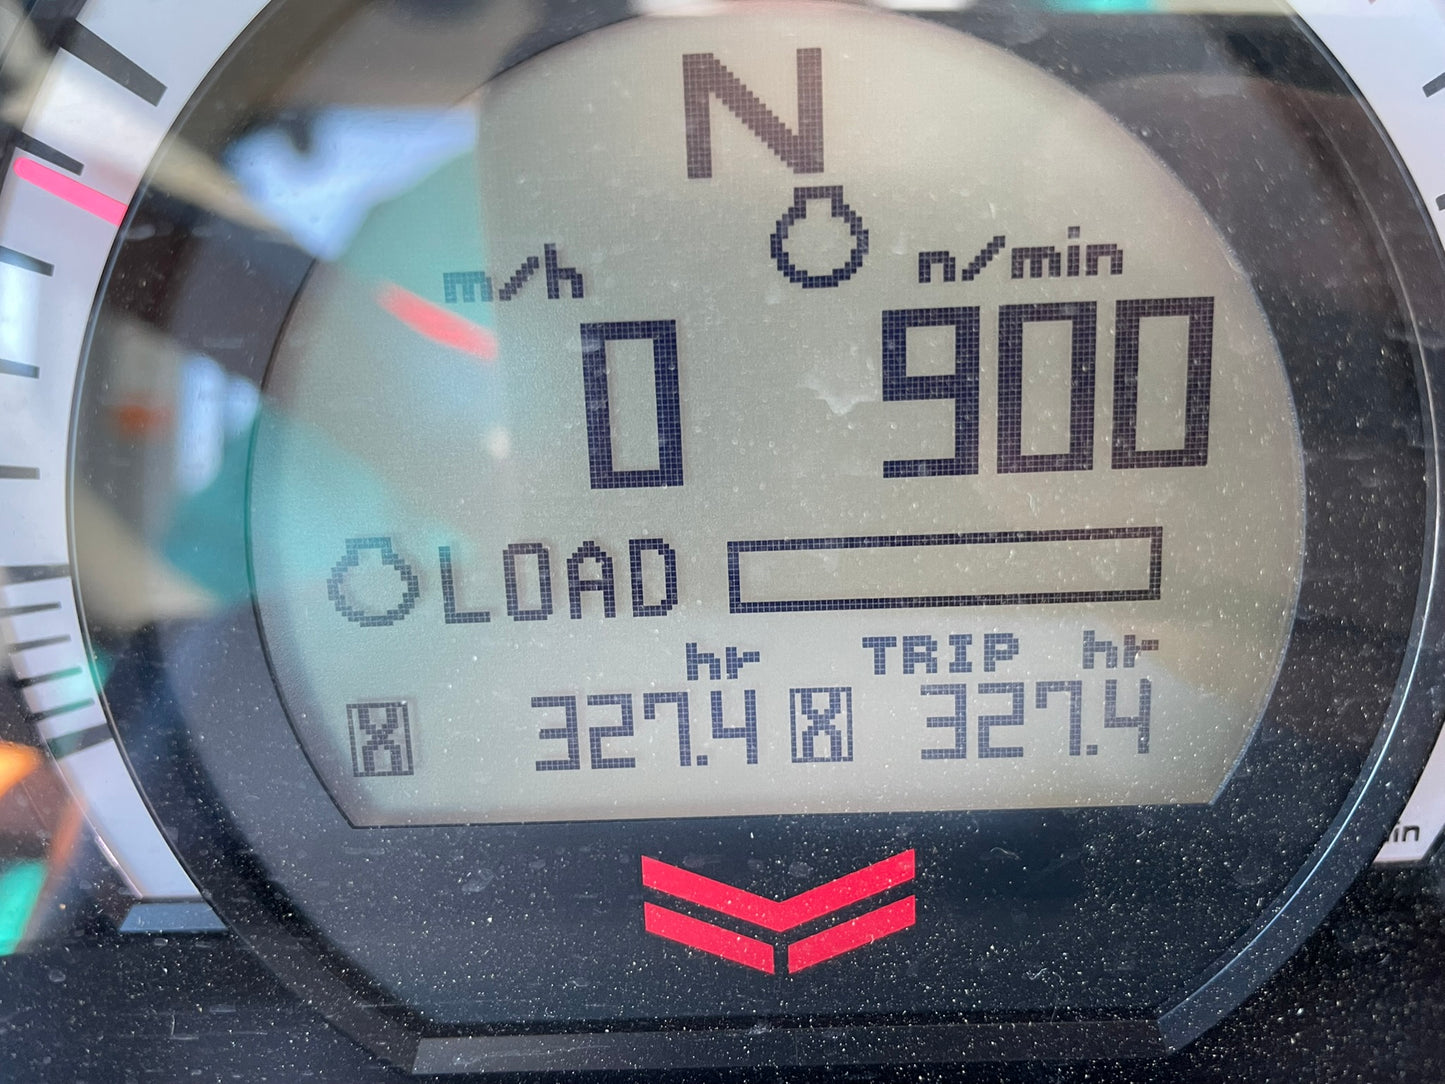 N
m/h n/min
0 900
LOAD
hr TRIP hr
327.4 327.4